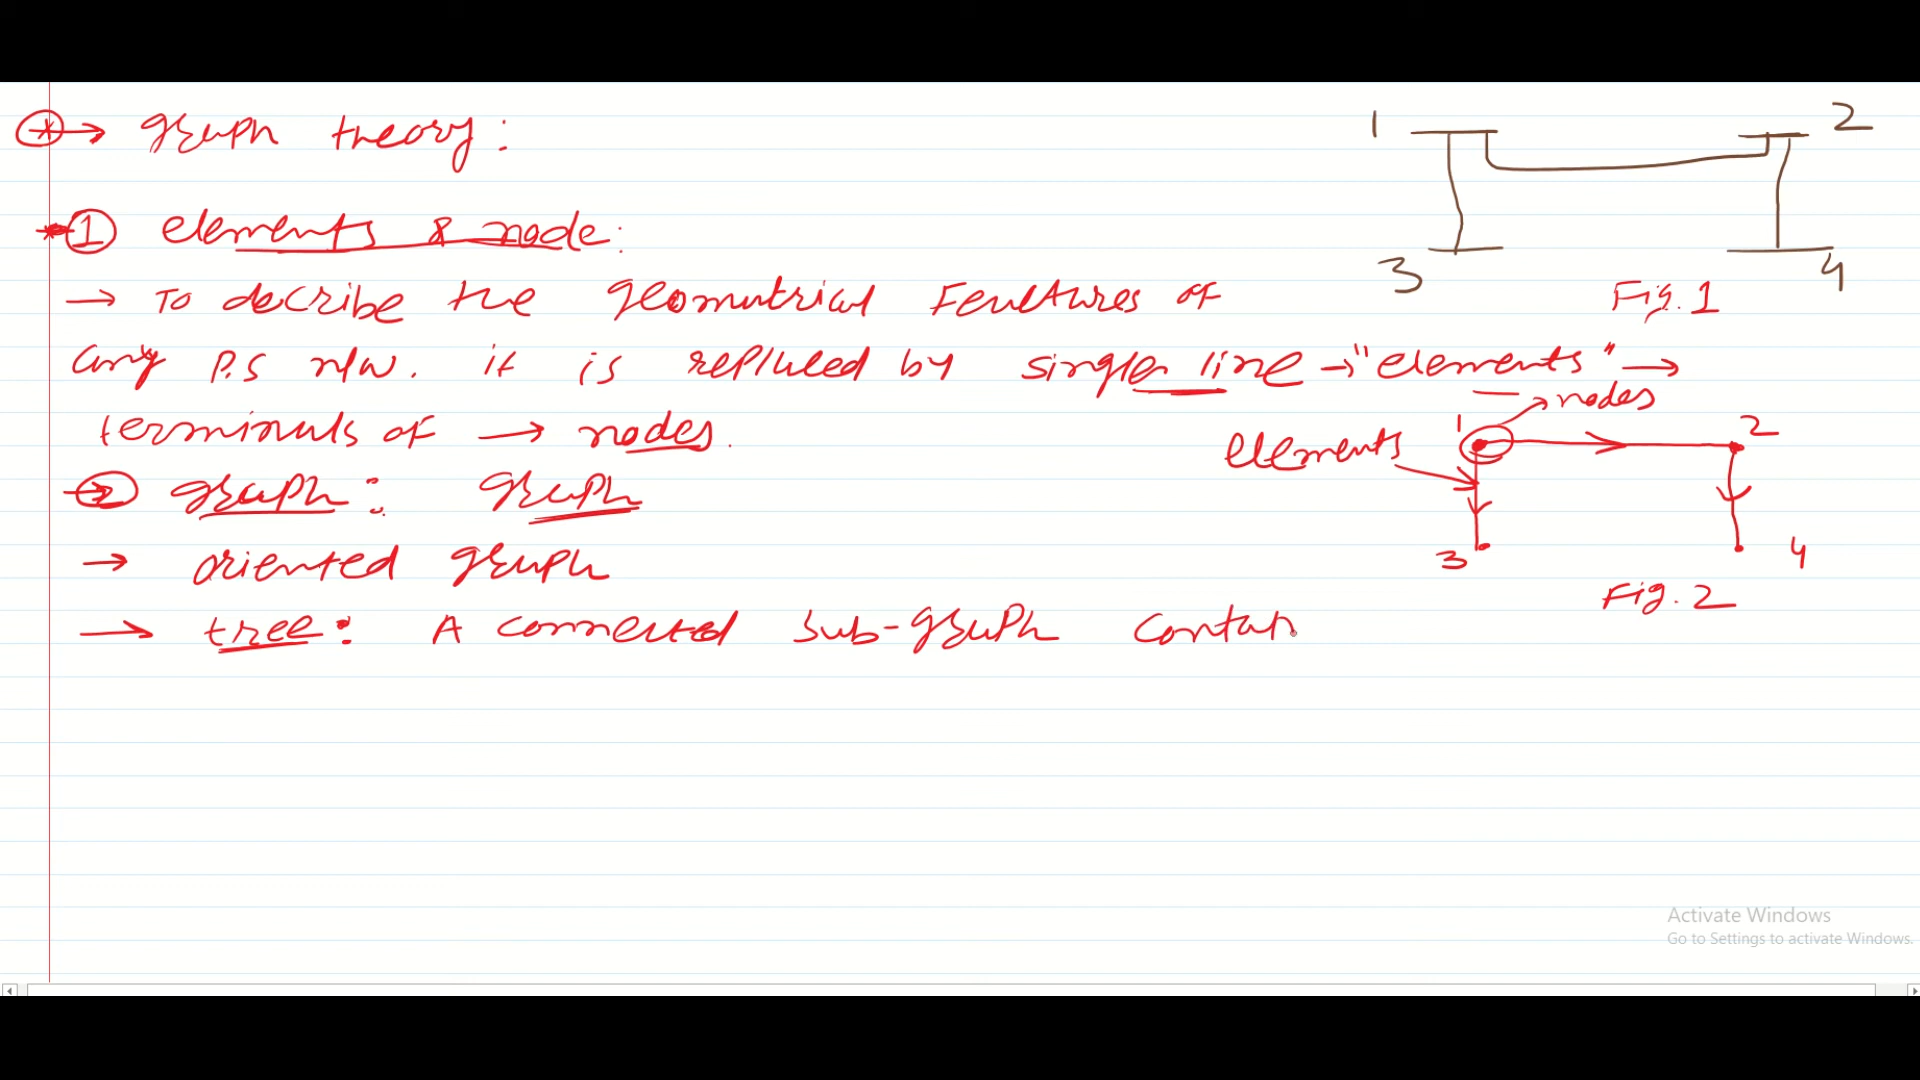 * → graph theory:
1 2
① elements & node:
3 4
→ To decribe the geometrical Features of
Fig. 1
any P.S n/w. it is replaced by single line → "elements" →
→ nodes
terminals of → nodes.
elements 1 2
→ ② graph: graph
→ oriented graph
3 4
Fig. 2
→ tree: A connected sub-graph contain
Activate Windows
Go to Settings to activate Windows.